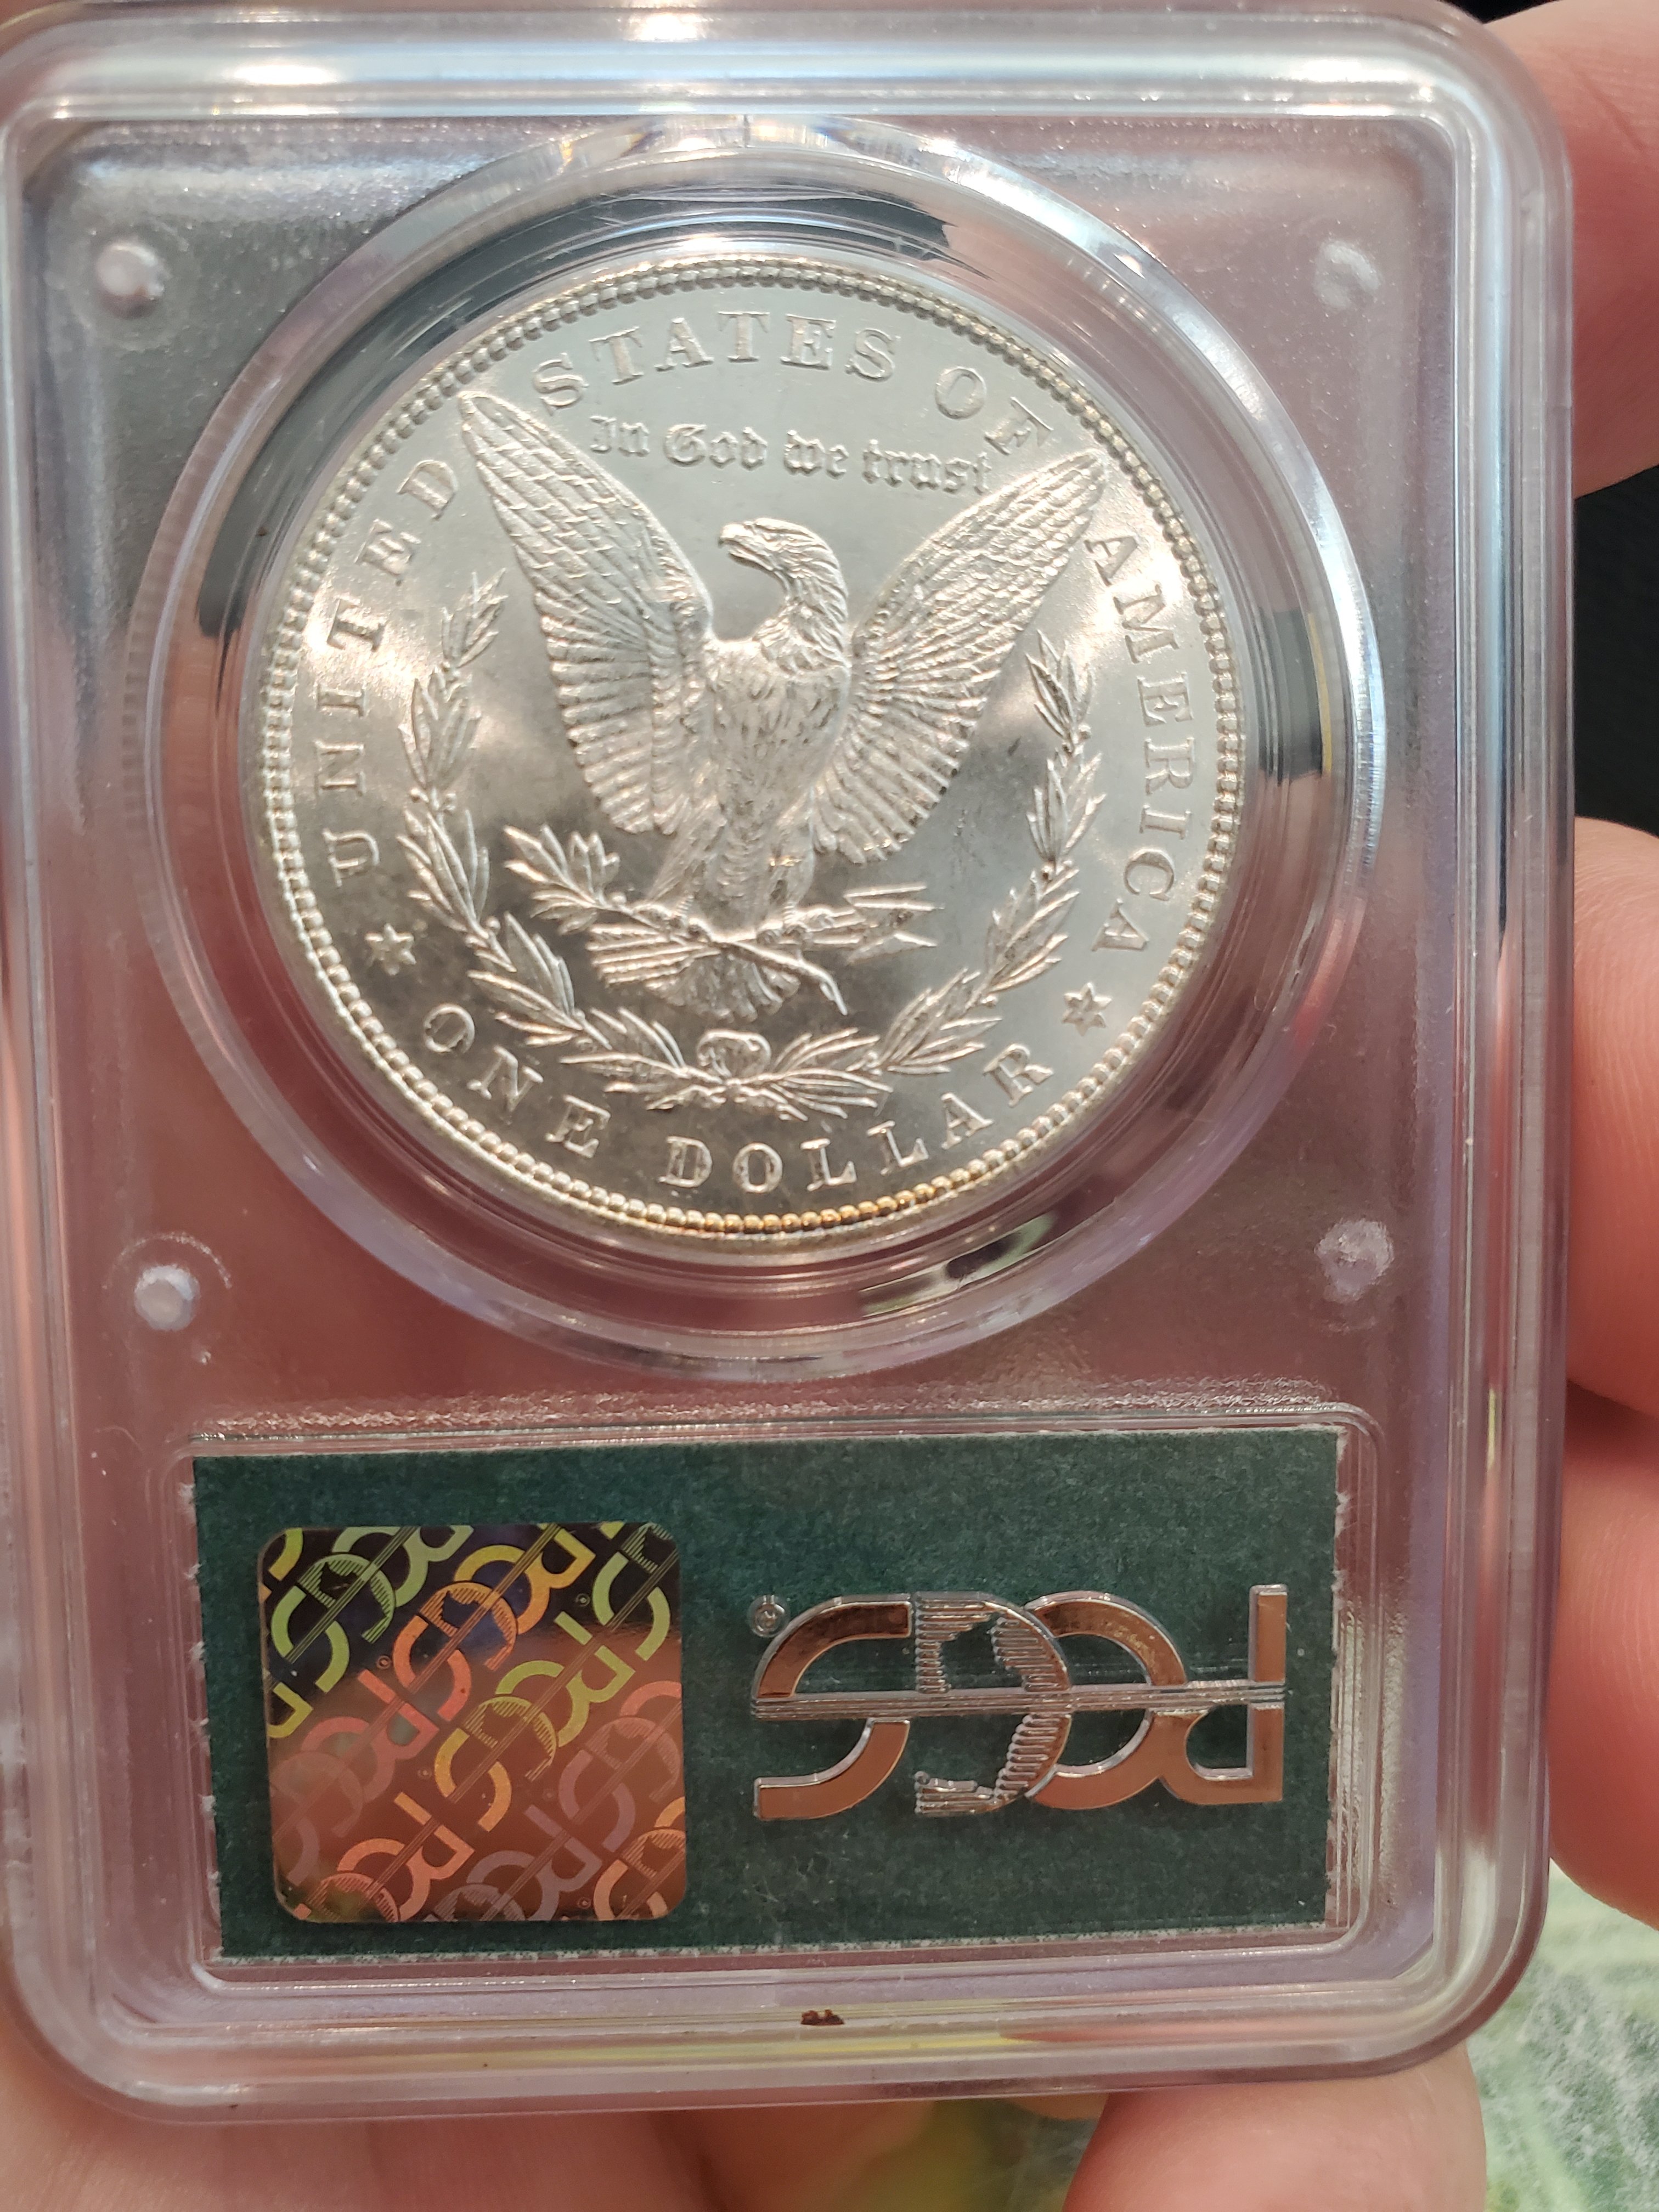 UNITED STATES OF AMERICA
In God we trust
ONE DOLLAR
PCGS
®